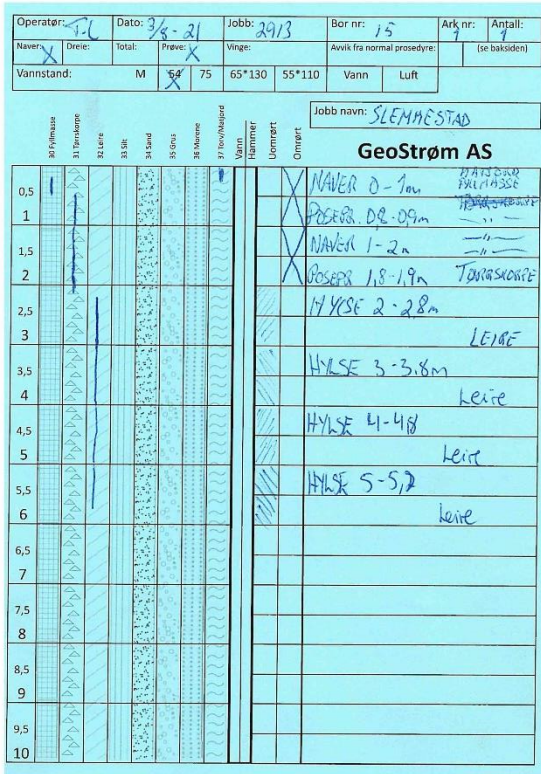 Operatør: T-L Dato: 3/8-21 Jobb: 2913 Bor nr: 15 Ark nr: 1 Antall: 1
Naver: X Dreie: Total: Prøve: X Vinge: Avvik fra normal prosedyre: (se baksiden)
Vannstand: M 54 75 65*130 55*110 Vann Luft
30 Fyllmasse
31 Tørrskorpe
32 Leire
33 Silt
34 Sand
35 Grus
36 Morene
37 Torv/Matjord
Vann
Hammer
Uomrørt
Omrørt
Jobb navn: SLEMMESTAD
GeoStrøm AS
NAVER 0-1m MATJORD
0,5 FYLLMASSE
1 POSEPR. 0,8-0,9m —"—
1,5 NAVER 1-2m —"—
2 POSEPR 1,8-1,9m TØRRSKORPE
2,5 HYLSE 2-2,8m
3 LEIRE
3,5 HYLSE 3-3,8m
4 Leire
4,5 HYLSE 4-4,8
5 Leire
5,5 HYLSE 5-5,7
6 Leire
6,5
7
7,5
8
8,5
9
9,5
10